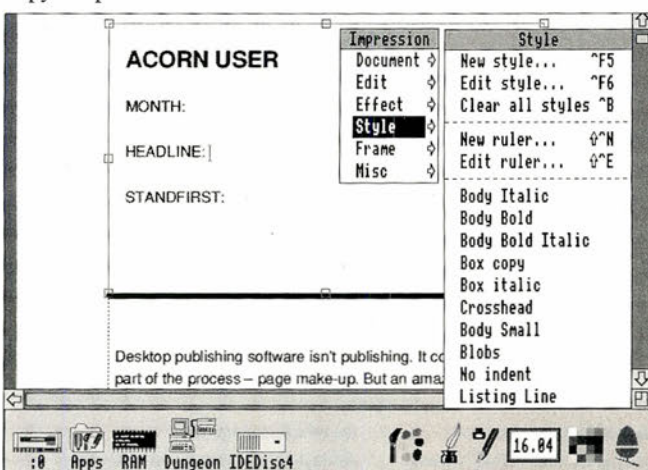 ACORN USER
MONTH:
HEADLINE:
STANDFIRST:
Desktop publishing software isn't publishing. It
part of the process – page make-up. But an
Impression
Document
Edit
Effect
Style
Frame
Misc
Style
New style... ^F5
Edit style... ^F6
Clear all styles ^B
New ruler... ⇧^N
Edit ruler... ⇧^E
Body Italic
Body Bold
Body Bold Italic
Box copy
Box italic
Crosshead
Body Small
Blobs
No indent
Listing Line
:0 Apps RAM Dungeon IDEDisc4 16.04